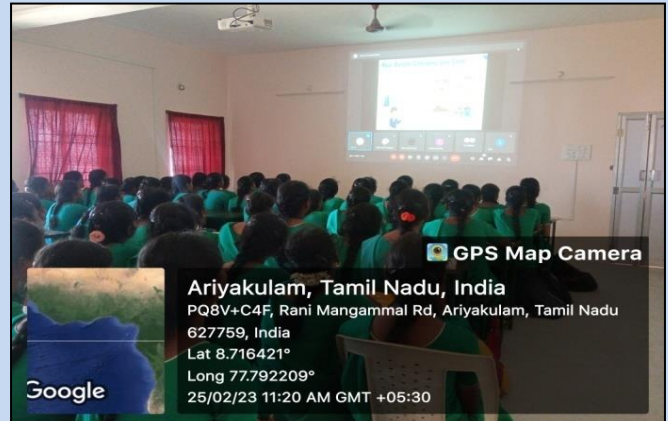 GPS Map Camera
Ariyakulam, Tamil Nadu, India
PQ8V+C4F, Rani Mangammal Rd, Ariyakulam, Tamil Nadu
627759, India
Lat 8.716421°
Long 77.792209°
25/02/23 11:20 AM GMT +05:30
Google